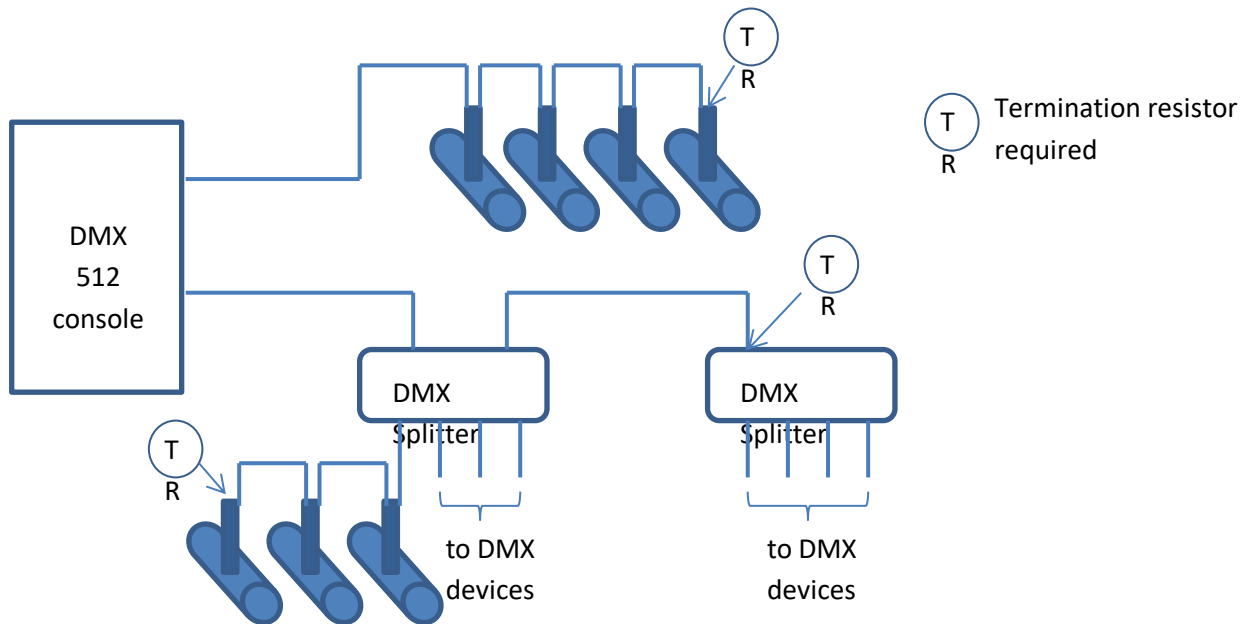 T
R
T
R
Termination resistor
required
DMX
512
console
T
R
DMX
Splitter
DMX
Splitter
T
R
to DMX
devices
to DMX
devices